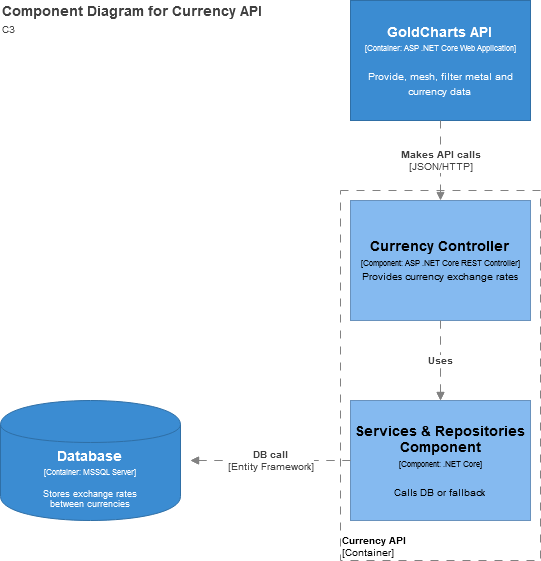 Component Diagram for Currency API
C3
GoldCharts API
[Container: ASP .NET Core Web Application]
Provide, mesh, filter metal and
currency data
Makes API calls
[JSON/HTTP]
Currency Controller
[Component: ASP .NET Core REST Controller]
Provides currency exchange rates
Uses
Services & Repositories
Component
[Component: .NET Core]
Calls DB or fallback
DB call
[Entity Framework]
Database
[Container: MSSQL Server]
Stores exchange rates
between currencies
Currency API
[Container]